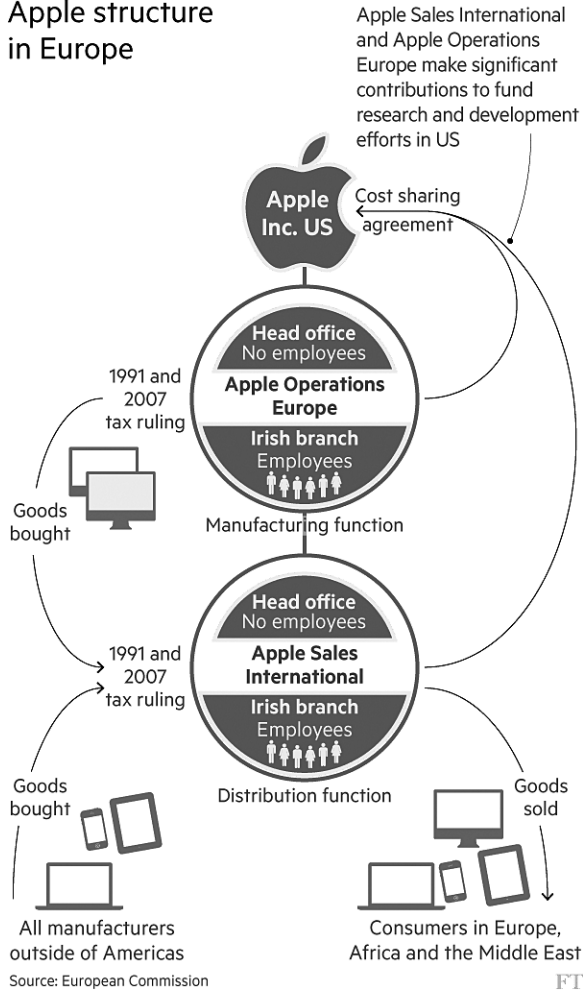 Apple structure
in Europe
Apple Sales International
and Apple Operations
Europe make significant
contributions to fund
research and development
efforts in US
Apple
Inc. US
Cost sharing
agreement
Head office
No employees
Apple Operations
Europe
Irish branch
Employees
Manufacturing function
1991 and
2007
tax ruling
Goods
bought
Head office
No employees
Apple Sales
International
Irish branch
Employees
Distribution function
1991 and
2007
tax ruling
Goods
bought
Goods
sold
All manufacturers
outside of Americas
Consumers in Europe,
Africa and the Middle East
Source: European Commission
FT